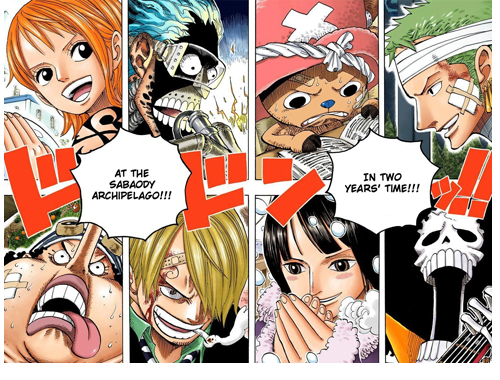 AT THE
SABAODY
ARCHIPELAGO!!!
IN TWO
YEARS' TIME!!!
ドドンッ!!